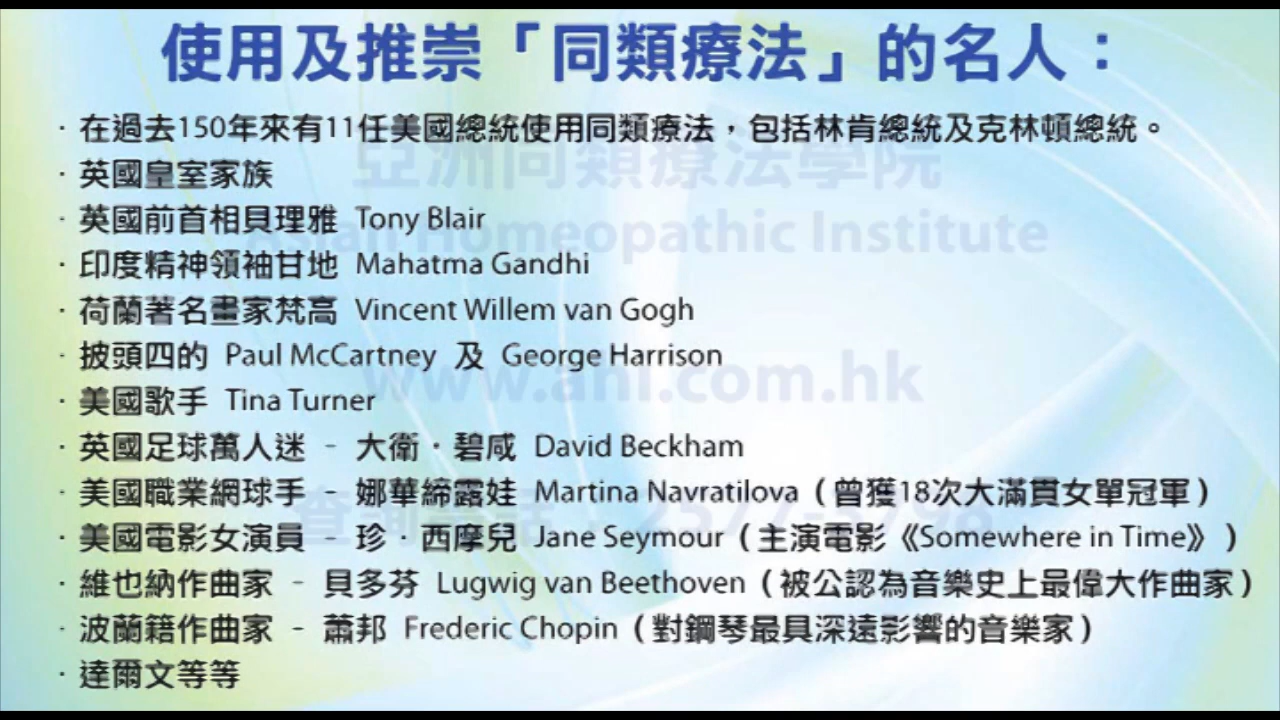 使用及推崇「同類療法」的名人：
· 在過去150年來有11任美國總統使用同類療法，包括林肯總統及克林頓總統。
· 英國皇室家族
· 英國前首相貝理雅 Tony Blair
· 印度精神領袖甘地 Mahatma Gandhi
· 荷蘭著名畫家梵高 Vincent Willem van Gogh
· 披頭四的 Paul McCartney 及 George Harrison
· 美國歌手 Tina Turner
· 英國足球萬人迷 - 大衛·碧咸 David Beckham
· 美國職業網球手 - 娜華締露娃 Martina Navratilova（曾獲18次大滿貫女單冠軍）
· 美國電影女演員 - 珍·西摩兒 Jane Seymour（主演電影《Somewhere in Time》）
· 維也納作曲家 - 貝多芬 Lugwig van Beethoven（被公認為音樂史上最偉大作曲家）
· 波蘭籍作曲家 - 蕭邦 Frederic Chopin（對鋼琴最具深遠影響的音樂家）
· 達爾文等等
亞洲同類療法學院
Asian Homeopathic Institute
www.ahi.com.hk